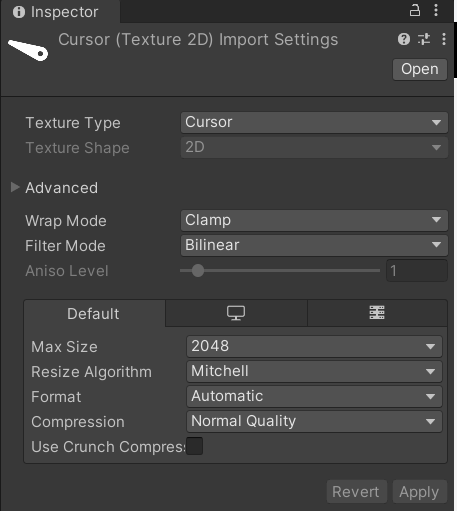 Inspector
Cursor (Texture 2D) Import Settings
Open
Texture Type Cursor
Texture Shape 2D
Advanced
Wrap Mode Clamp
Filter Mode Bilinear
Aniso Level 1
Default
Max Size 2048
Resize Algorithm Mitchell
Format Automatic
Compression Normal Quality
Use Crunch Compress
Revert Apply